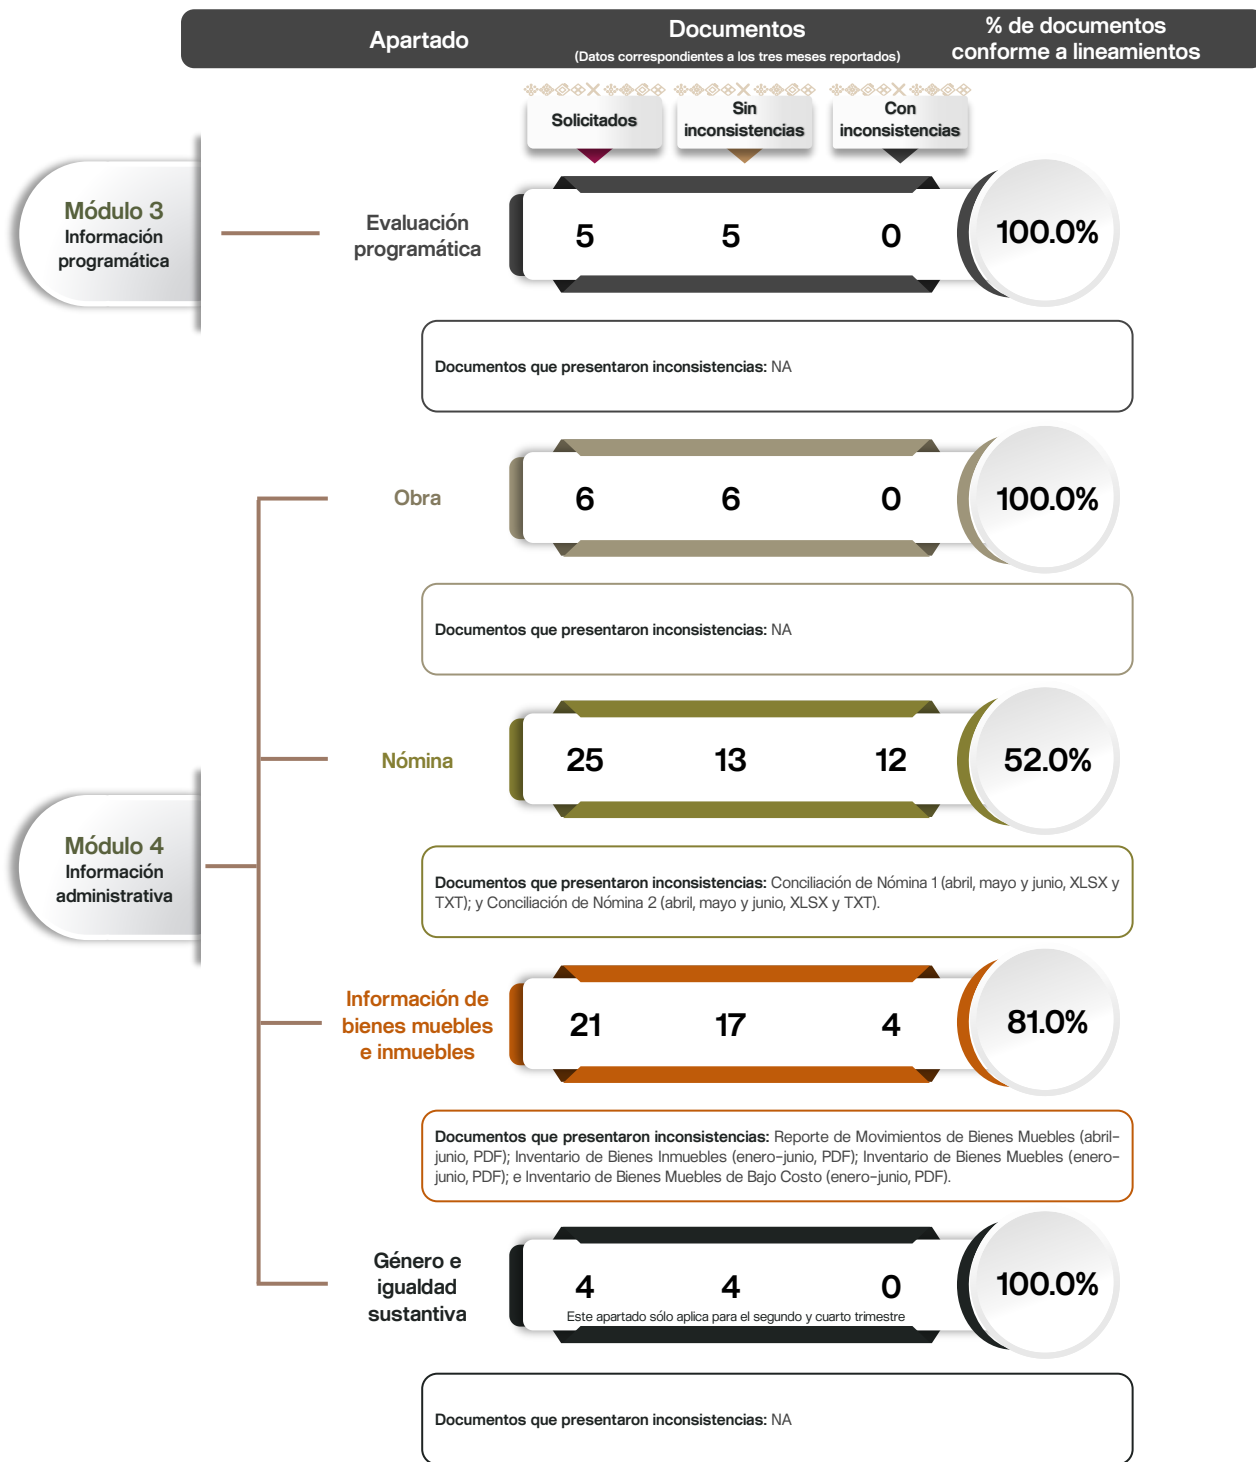 Apartado
Documentos
(Datos correspondientes a los tres meses reportados)
% de documentos
conforme a lineamientos
Solicitados
Sin
inconsistencias
Con
inconsistencias
Módulo 3
Información
programática
Evaluación
programática
5
5
0
100.0%
Documentos que presentaron inconsistencias: NA
Obra
6
6
0
100.0%
Documentos que presentaron inconsistencias: NA
Nómina
25
13
12
52.0%
Módulo 4
Información
administrativa
Documentos que presentaron inconsistencias: Conciliación de Nómina 1 (abril, mayo y junio, XLSX y
TXT); y Conciliación de Nómina 2 (abril, mayo y junio, XLSX y TXT).
Información de
bienes muebles
e inmuebles
21
17
4
81.0%
Documentos que presentaron inconsistencias: Reporte de Movimientos de Bienes Muebles (abril–
junio, PDF); Inventario de Bienes Inmuebles (enero–junio, PDF); Inventario de Bienes Muebles (enero–
junio, PDF); e Inventario de Bienes Muebles de Bajo Costo (enero–junio, PDF).
Género e
igualdad
sustantiva
4
4
0
100.0%
Este apartado sólo aplica para el segundo y cuarto trimestre
Documentos que presentaron inconsistencias: NA